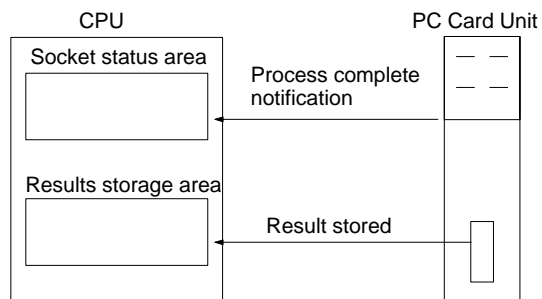 CPU
PC Card Unit
Socket status area
Process complete
notification
Results storage area
Result stored